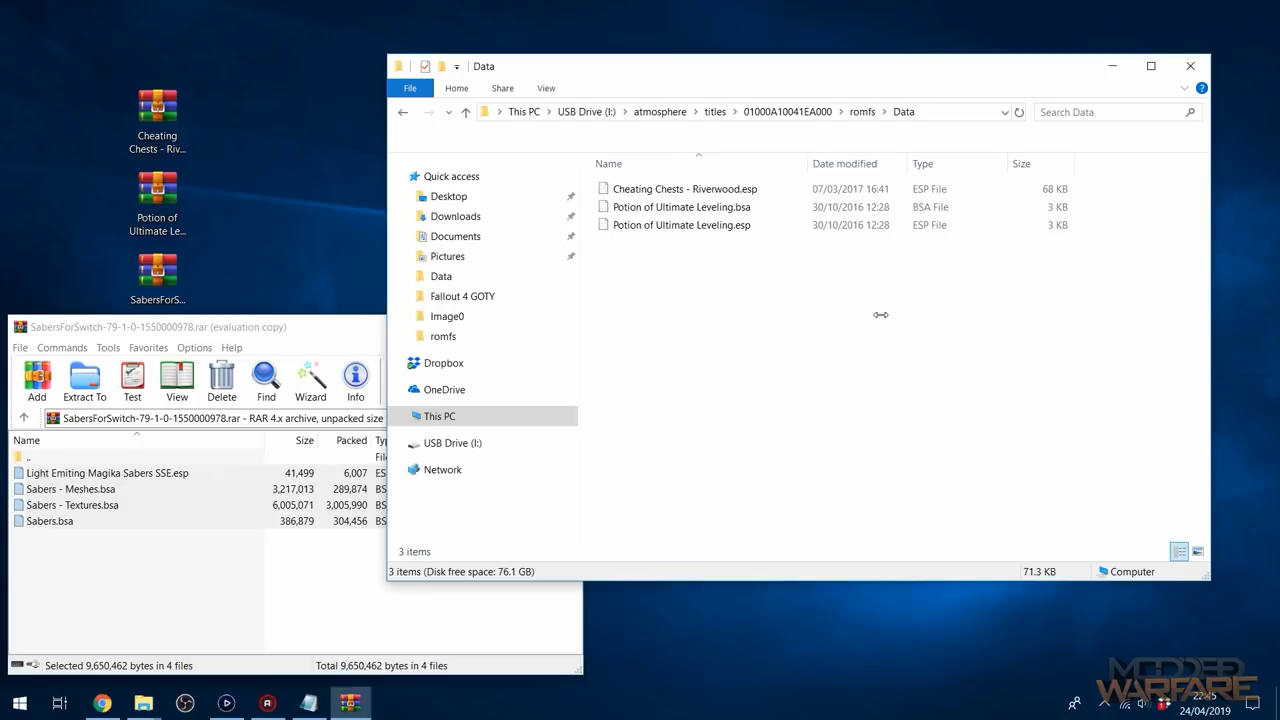 Cheating
Chests - Riv...
Potion of
Ultimate Le...
SabersForS...
Data
File Home Share View
This PC USB Drive (I:) atmosphere titles 01000A10041EA000 romfs Data
Search Data
Quick access
Desktop
Downloads
Documents
Pictures
Data
Fallout 4 GOTY
Image0
romfs
Dropbox
OneDrive
This PC
USB Drive (I:)
Network
Name Date modified Type Size
Cheating Chests - Riverwood.esp 07/03/2017 16:41 ESP File 68 KB
Potion of Ultimate Leveling.bsa 30/10/2016 12:28 BSA File 3 KB
Potion of Ultimate Leveling.esp 30/10/2016 12:28 ESP File 3 KB
3 items
3 items (Disk free space: 76.1 GB) 71.3 KB Computer
SabersForSwitch-79-1-0-1550000978.rar (evaluation copy)
File Commands Tools Favorites Options Help
Add Extract To Test View Delete Find Wizard Info
SabersForSwitch-79-1-0-1550000978.rar - RAR 4.x archive, unpacked size
Name Size Packed Ty
.. File
Light Emiting Magika Sabers SSE.esp 41,499 6,007 ES
Sabers - Meshes.bsa 3,217,013 289,874 BS
Sabers - Textures.bsa 6,005,071 3,005,990 BS
Sabers.bsa 386,879 304,456 BS
Selected 9,650,462 bytes in 4 files Total 9,650,462 bytes in 4 files
MODDED
WARFARE
22:45
24/04/2019